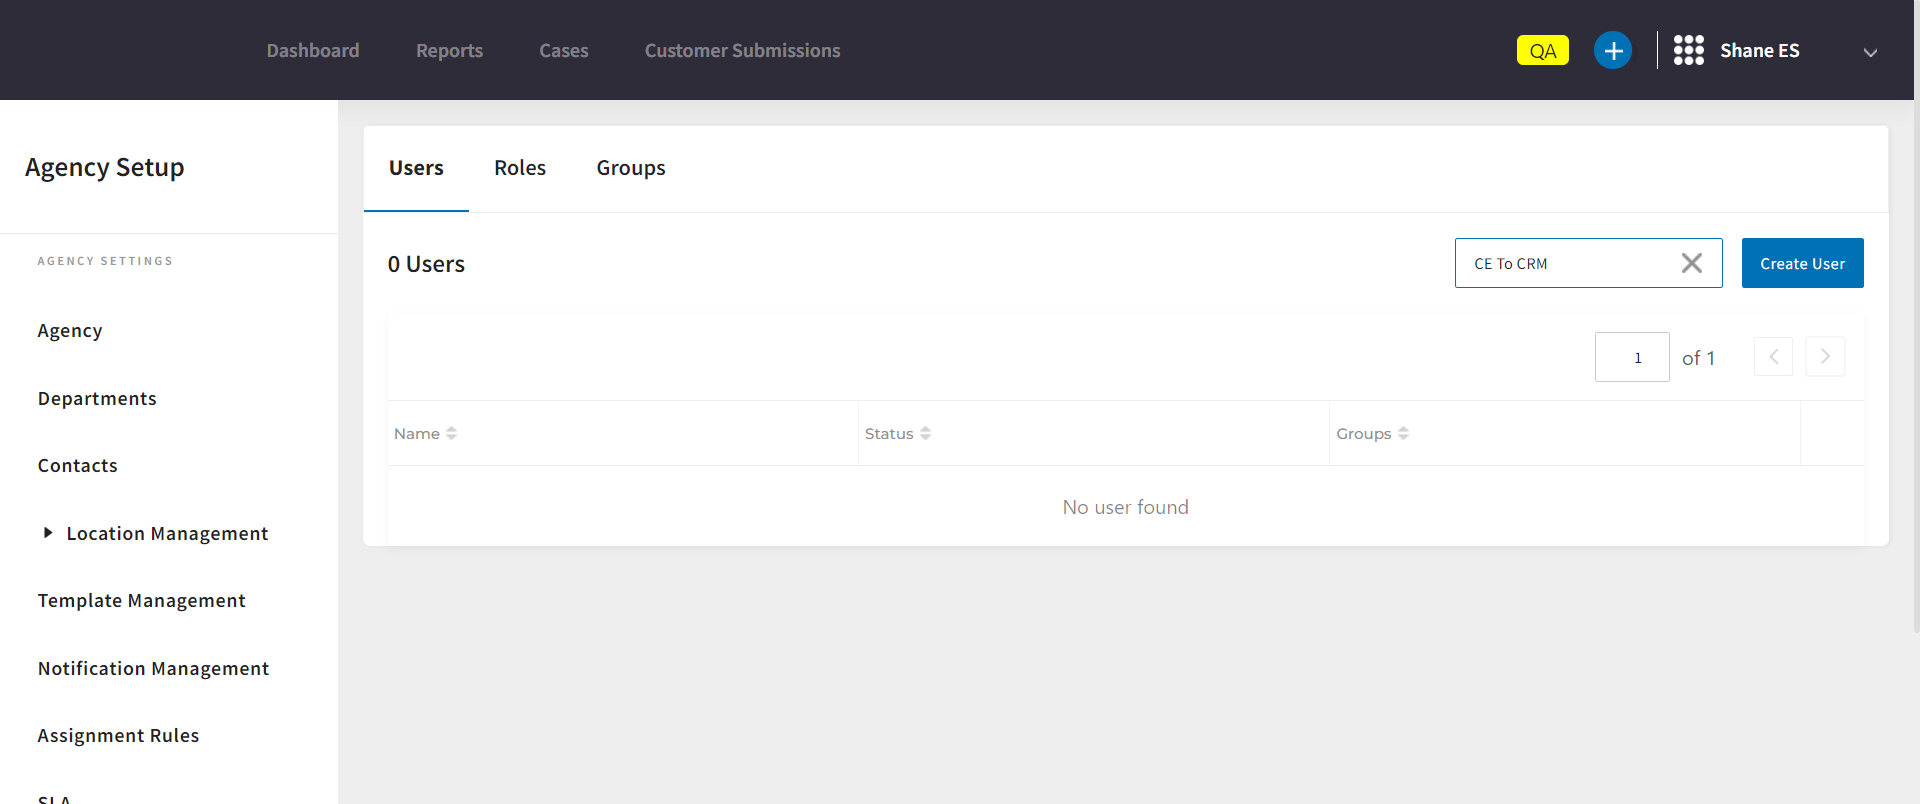 Dashboard Reports Cases Customer Submissions QA Shane ES
Agency Setup
AGENCY SETTINGS
Agency
Departments
Contacts
Location Management
Template Management
Notification Management
Assignment Rules
SLA
Users Roles Groups
0 Users CE To CRM Create User
1 of 1
Name Status Groups
No user found